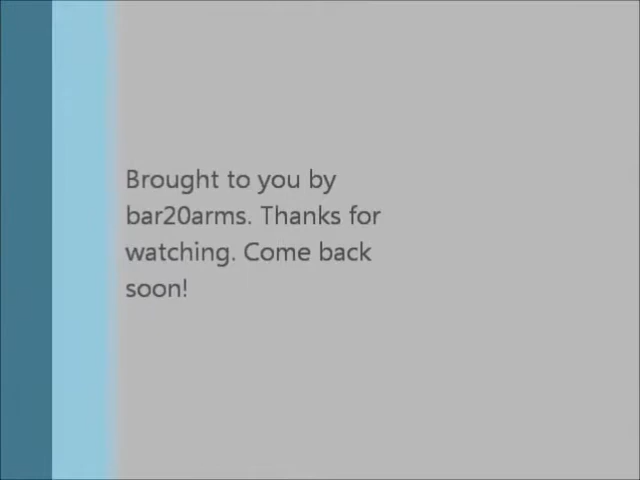 Brought to you by
bar20arms. Thanks for
watching. Come back
soon!